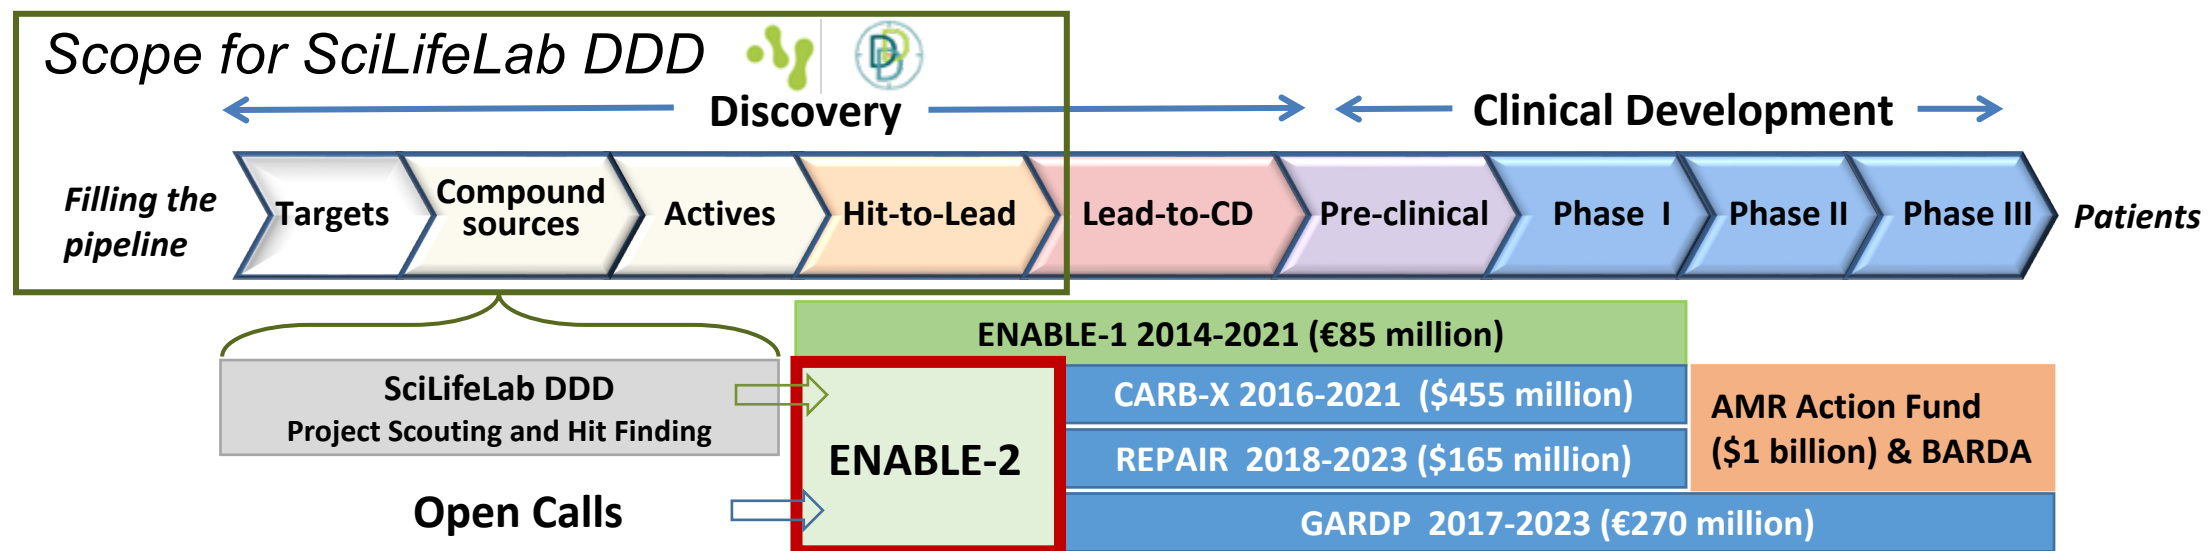 Scope for SciLifeLab DDD
Discovery
Clinical Development
Filling the
pipeline
Targets
Compound
sources
Actives
Hit-to-Lead
Lead-to-CD
Pre-clinical
Phase I
Phase II
Phase III
Patients
ENABLE-1 2014-2021 (€85 million)
SciLifeLab DDD
Project Scouting and Hit Finding
CARB-X 2016-2021 ($455 million)
AMR Action Fund
($1 billion) & BARDA
ENABLE-2
REPAIR 2018-2023 ($165 million)
Open Calls
GARDP 2017-2023 (€270 million)